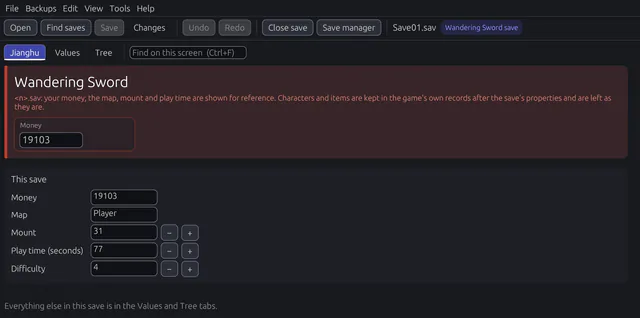 File Backups Edit View Tools Help
Open Find saves Save Changes Undo Redo Close save Save manager Save01.sav Wandering Sword save
Jianghu Values Tree Find on this screen (Ctrl+F)
Wandering Sword
<n>.sav: your money, the map, mount and play time are shown for reference. Characters and items are kept in the game's own records after the save's properties and are left as
they are.
Money
19103
This save
Money 19103
Map Player
Mount 31 − +
Play time (seconds) 77 − +
Difficulty 4 − +
Everything else in this save is in the Values and Tree tabs.